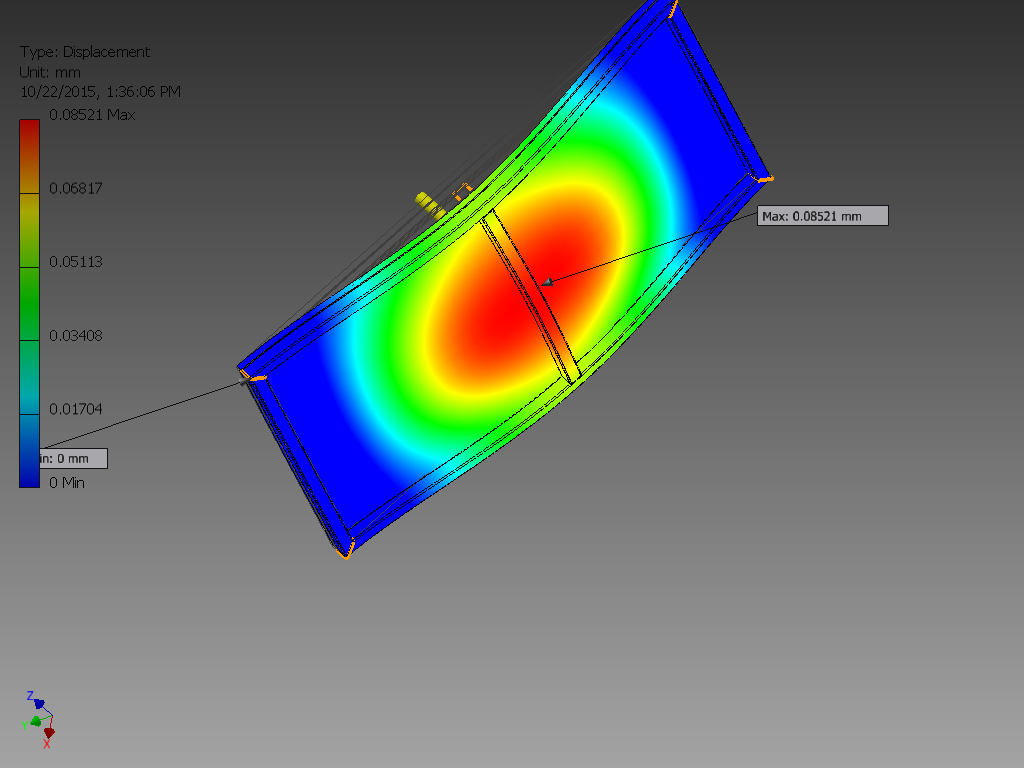 Type: Displacement
Unit: mm
10/22/2015, 1:36:06 PM
0.08521 Max
0.06817
0.05113
0.03408
0.01704
0 Min
Max: 0.08521 mm
in: 0 mm
Z
Y
X